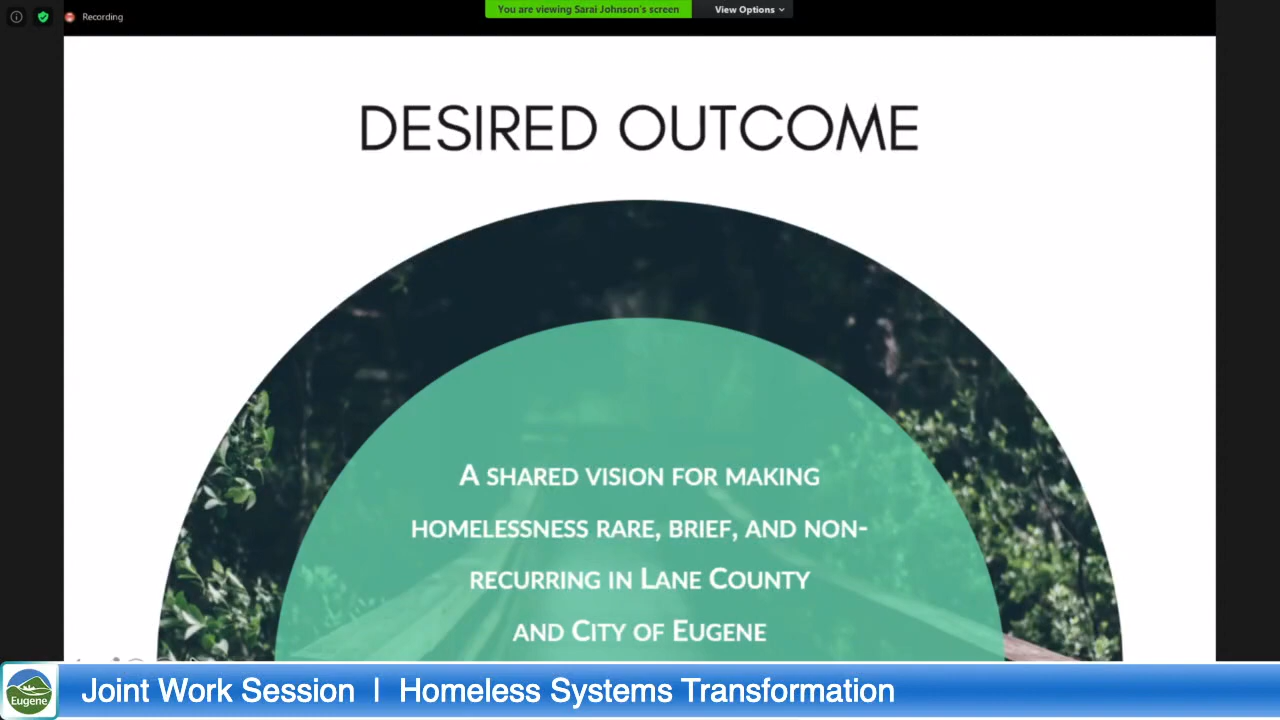 Recording
You are viewing Sarai Johnson's screen
View Options
DESIRED OUTCOME
A SHARED VISION FOR MAKING
HOMELESSNESS RARE, BRIEF, AND NON-
RECURRING IN LANE COUNTY
AND CITY OF EUGENE
Eugene
Joint Work Session | Homeless Systems Transformation